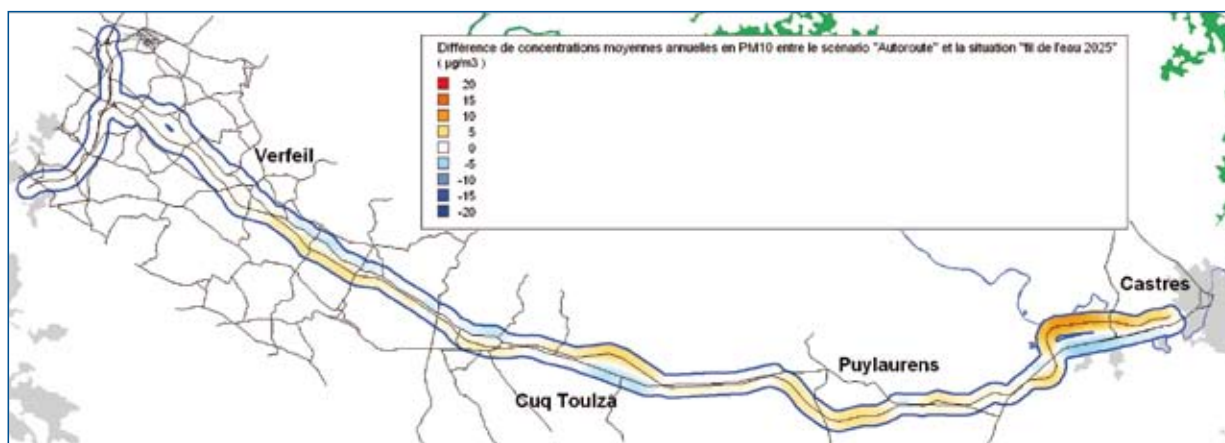 Différence de concentrations moyennes annuelles en PM10 entre le scénario "Autoroute" et la situation "fil de l'eau 2025"
( µg/m3 )
20
15
10
5
0
-5
-10
-15
-20
Verfeil
Castres
Puylaurens
Cuq Toulza